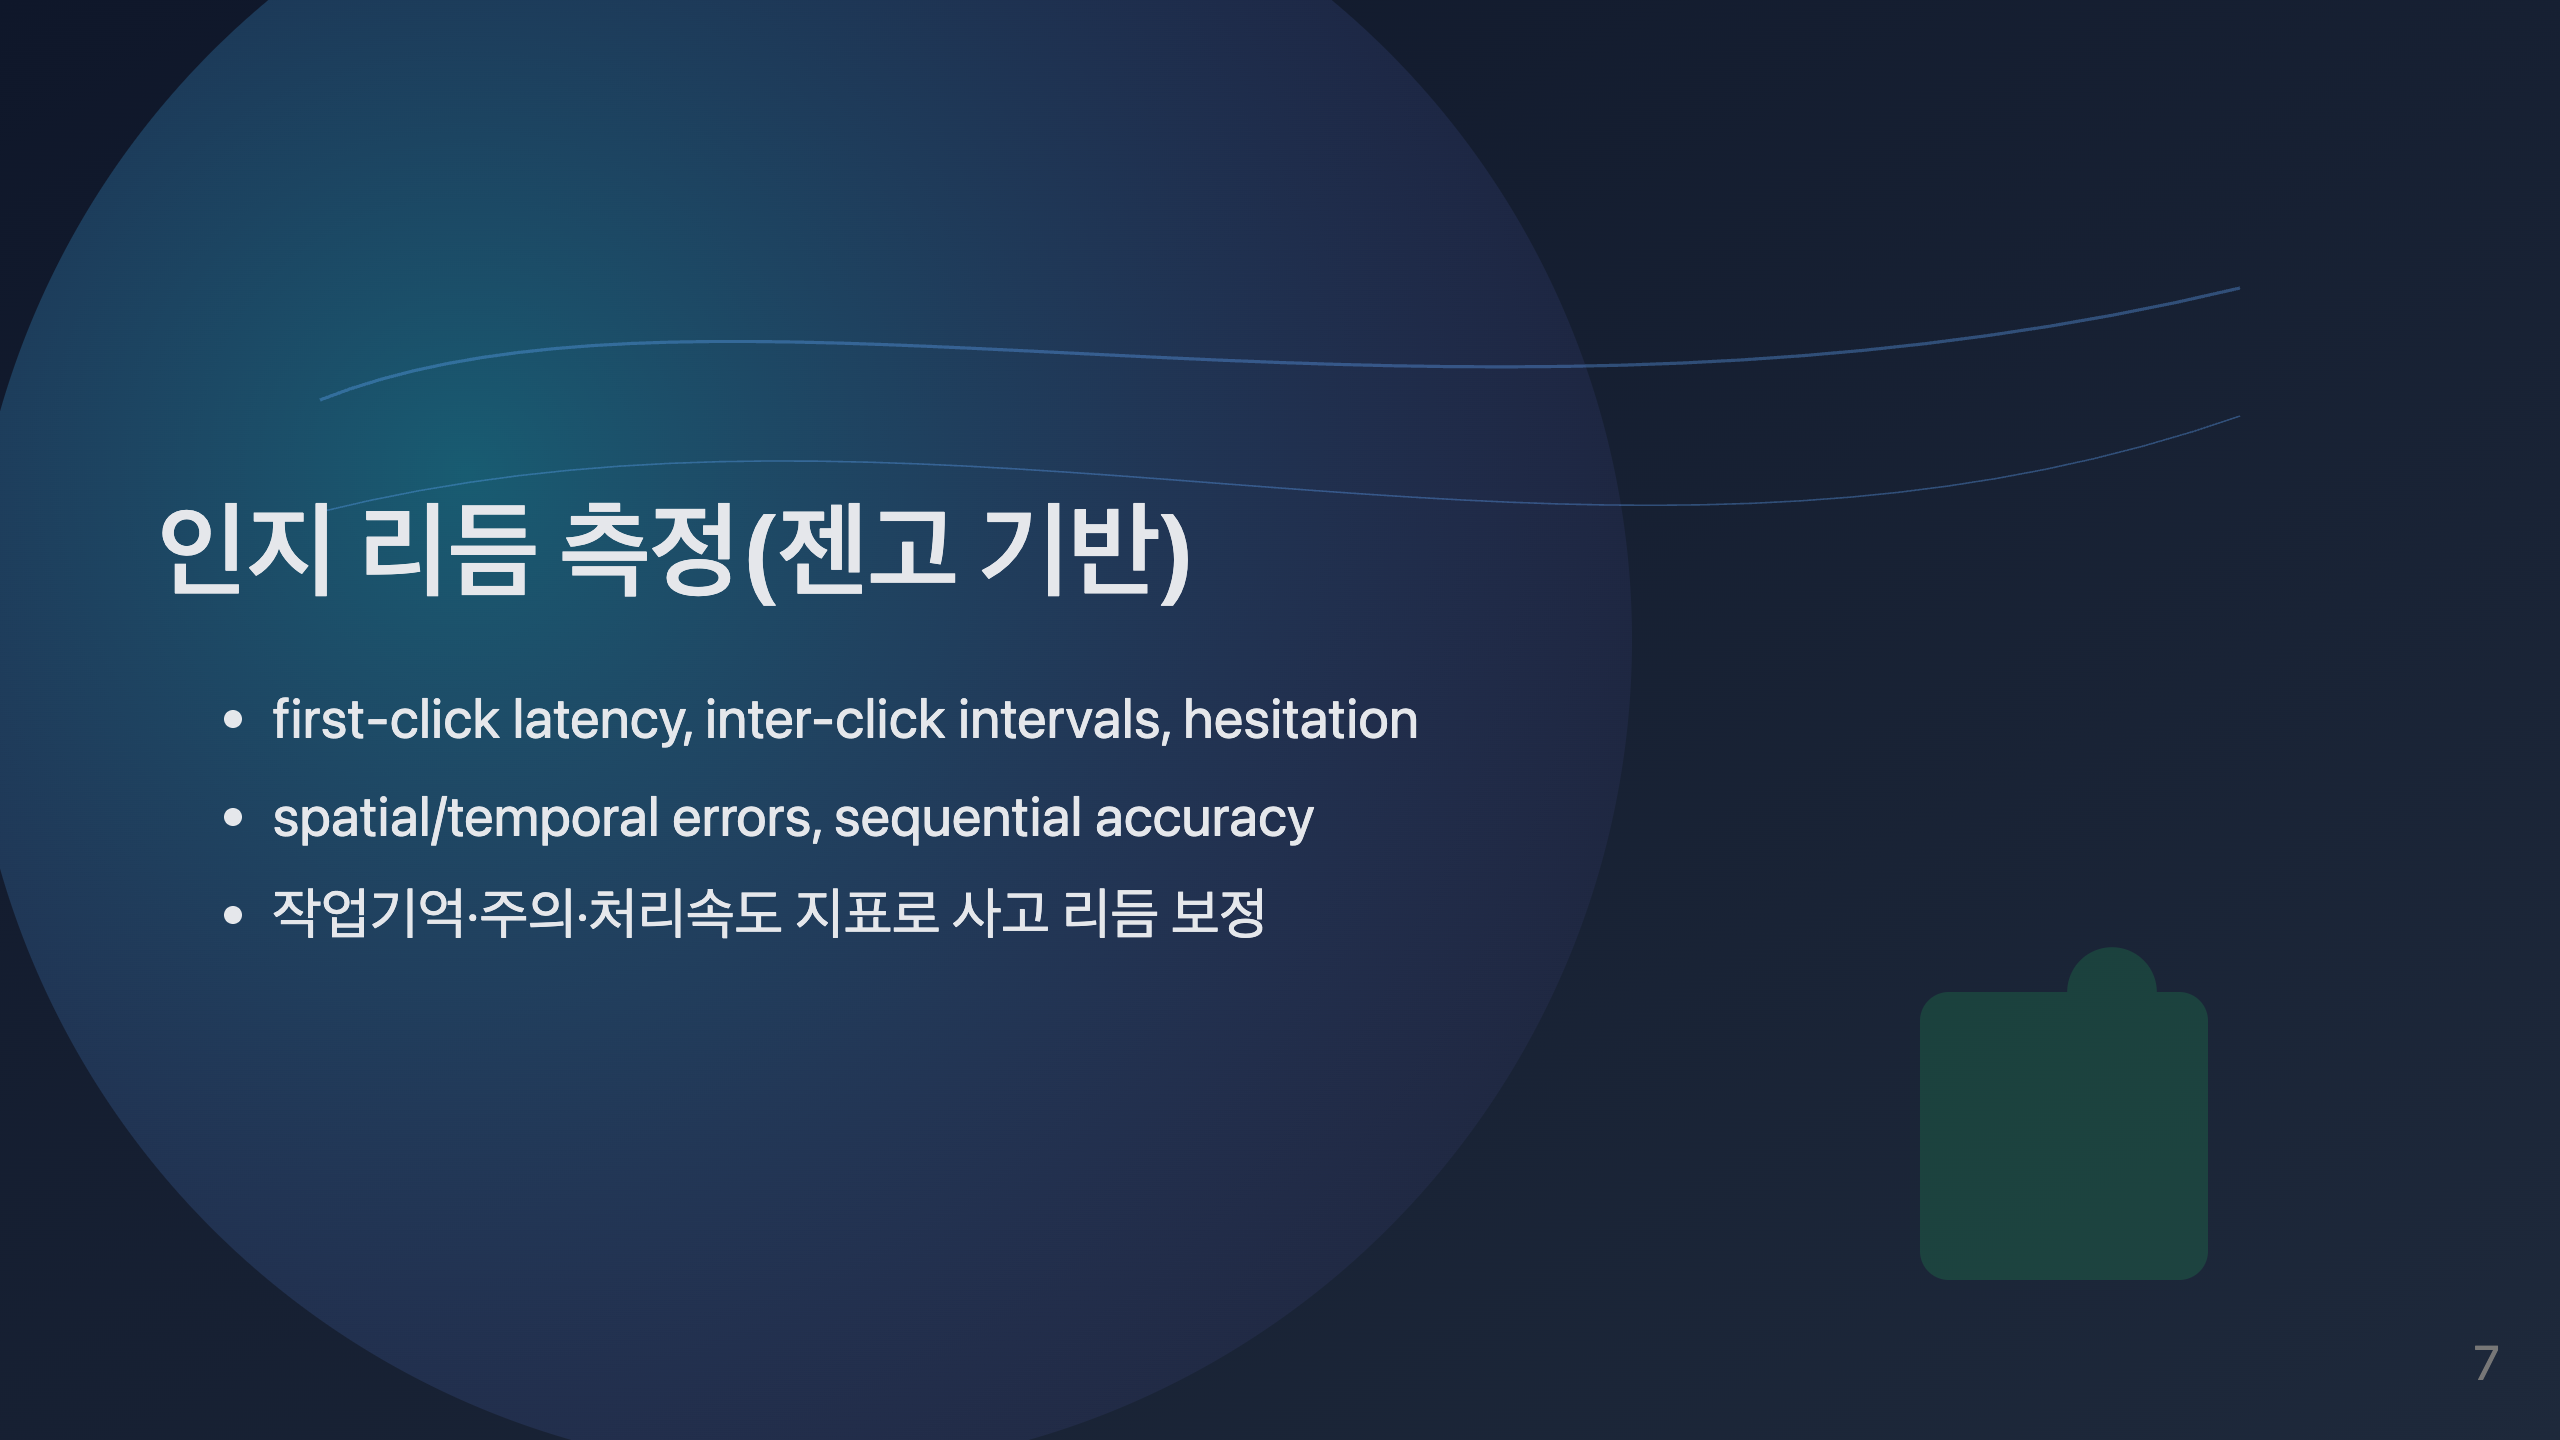 인지 리듬 측정(젠고 기반)
• first-click latency, inter-click intervals, hesitation
• spatial/temporal errors, sequential accuracy
• 작업기억·주의·처리속도 지표로 사고 리듬 보정
7